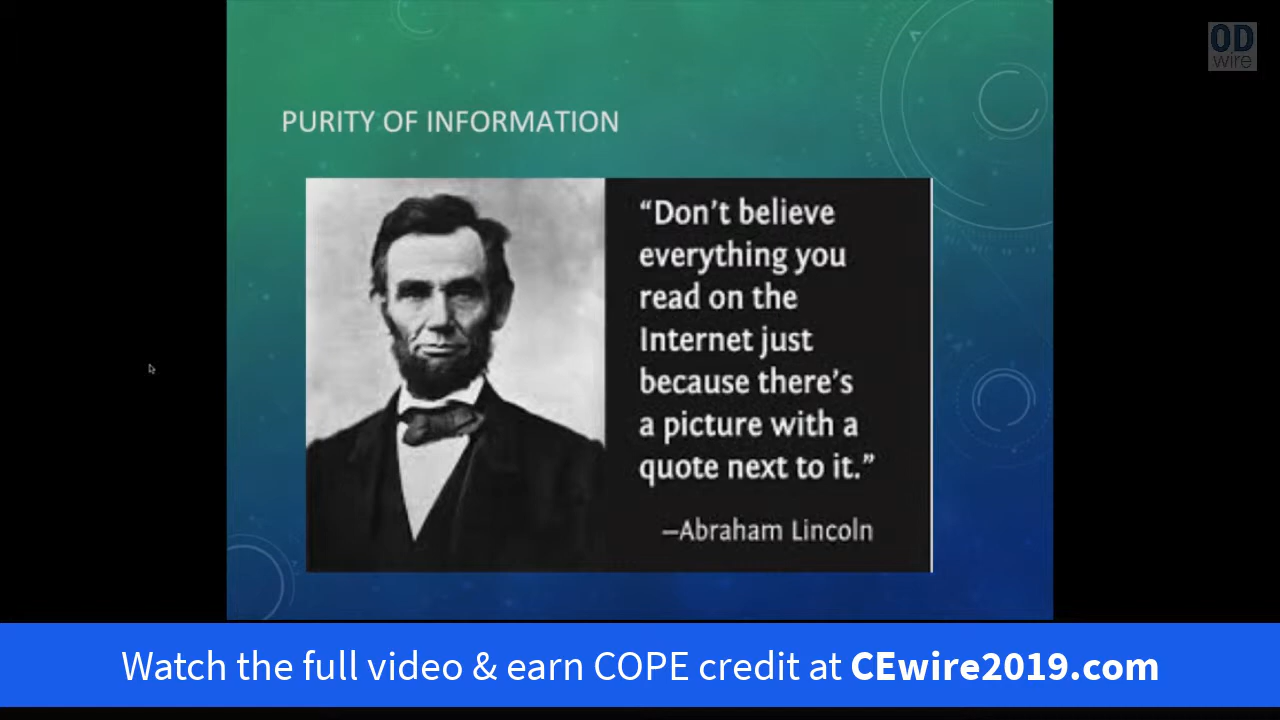 OD
wire
PURITY OF INFORMATION
“Don’t believe
everything you
read on the
Internet just
because there’s
a picture with a
quote next to it.”
—Abraham Lincoln
Watch the full video & earn COPE credit at CEwire2019.com